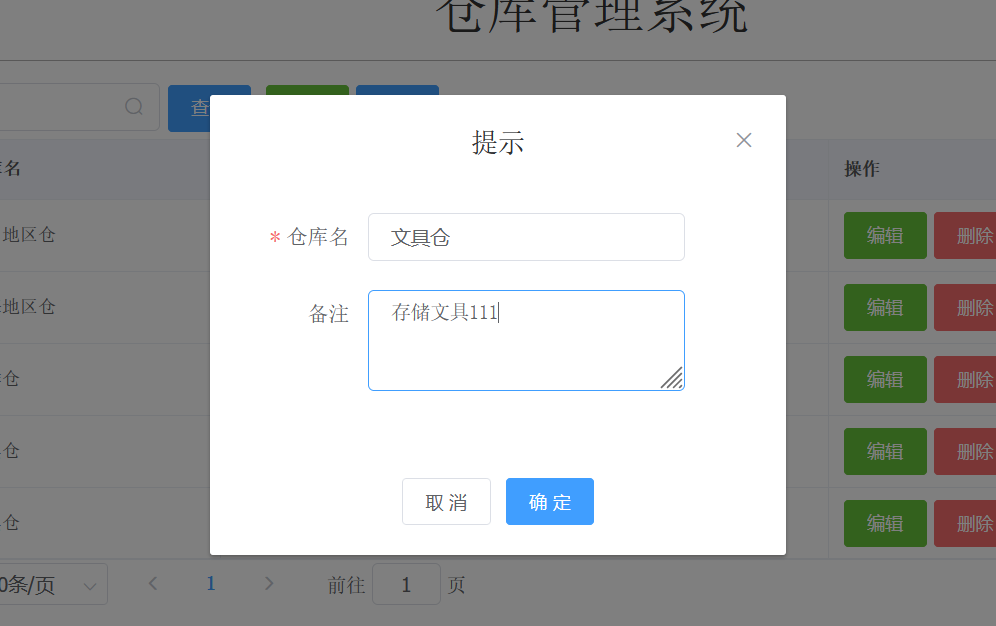 仓库管理系统
查
提示
名
操作
地区仓
* 仓库名 文具仓
编辑 删除
备注 存储文具111
地区仓
编辑 删除
仓
编辑 删除
仓
编辑 删除
取 消 确 定
仓
编辑 删除
0条/页 1 前往 1 页